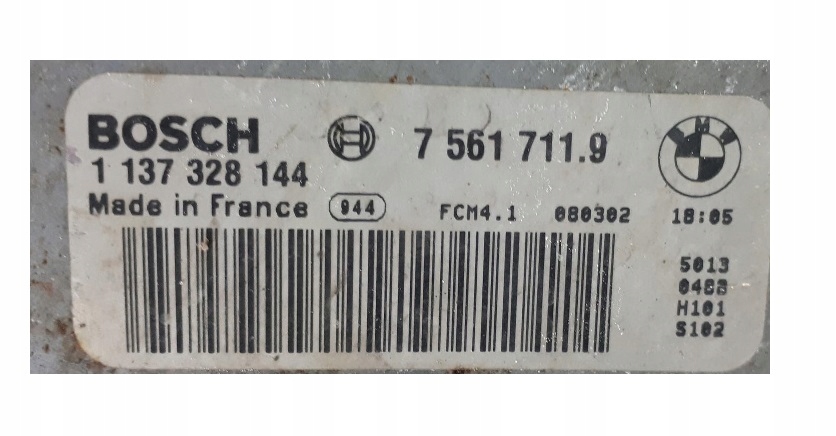 BOSCH 7 561 711.9 M
1 137 328 144
Made in France 944 FCM4.1 080302 18:05
5013
0488
H101
S102